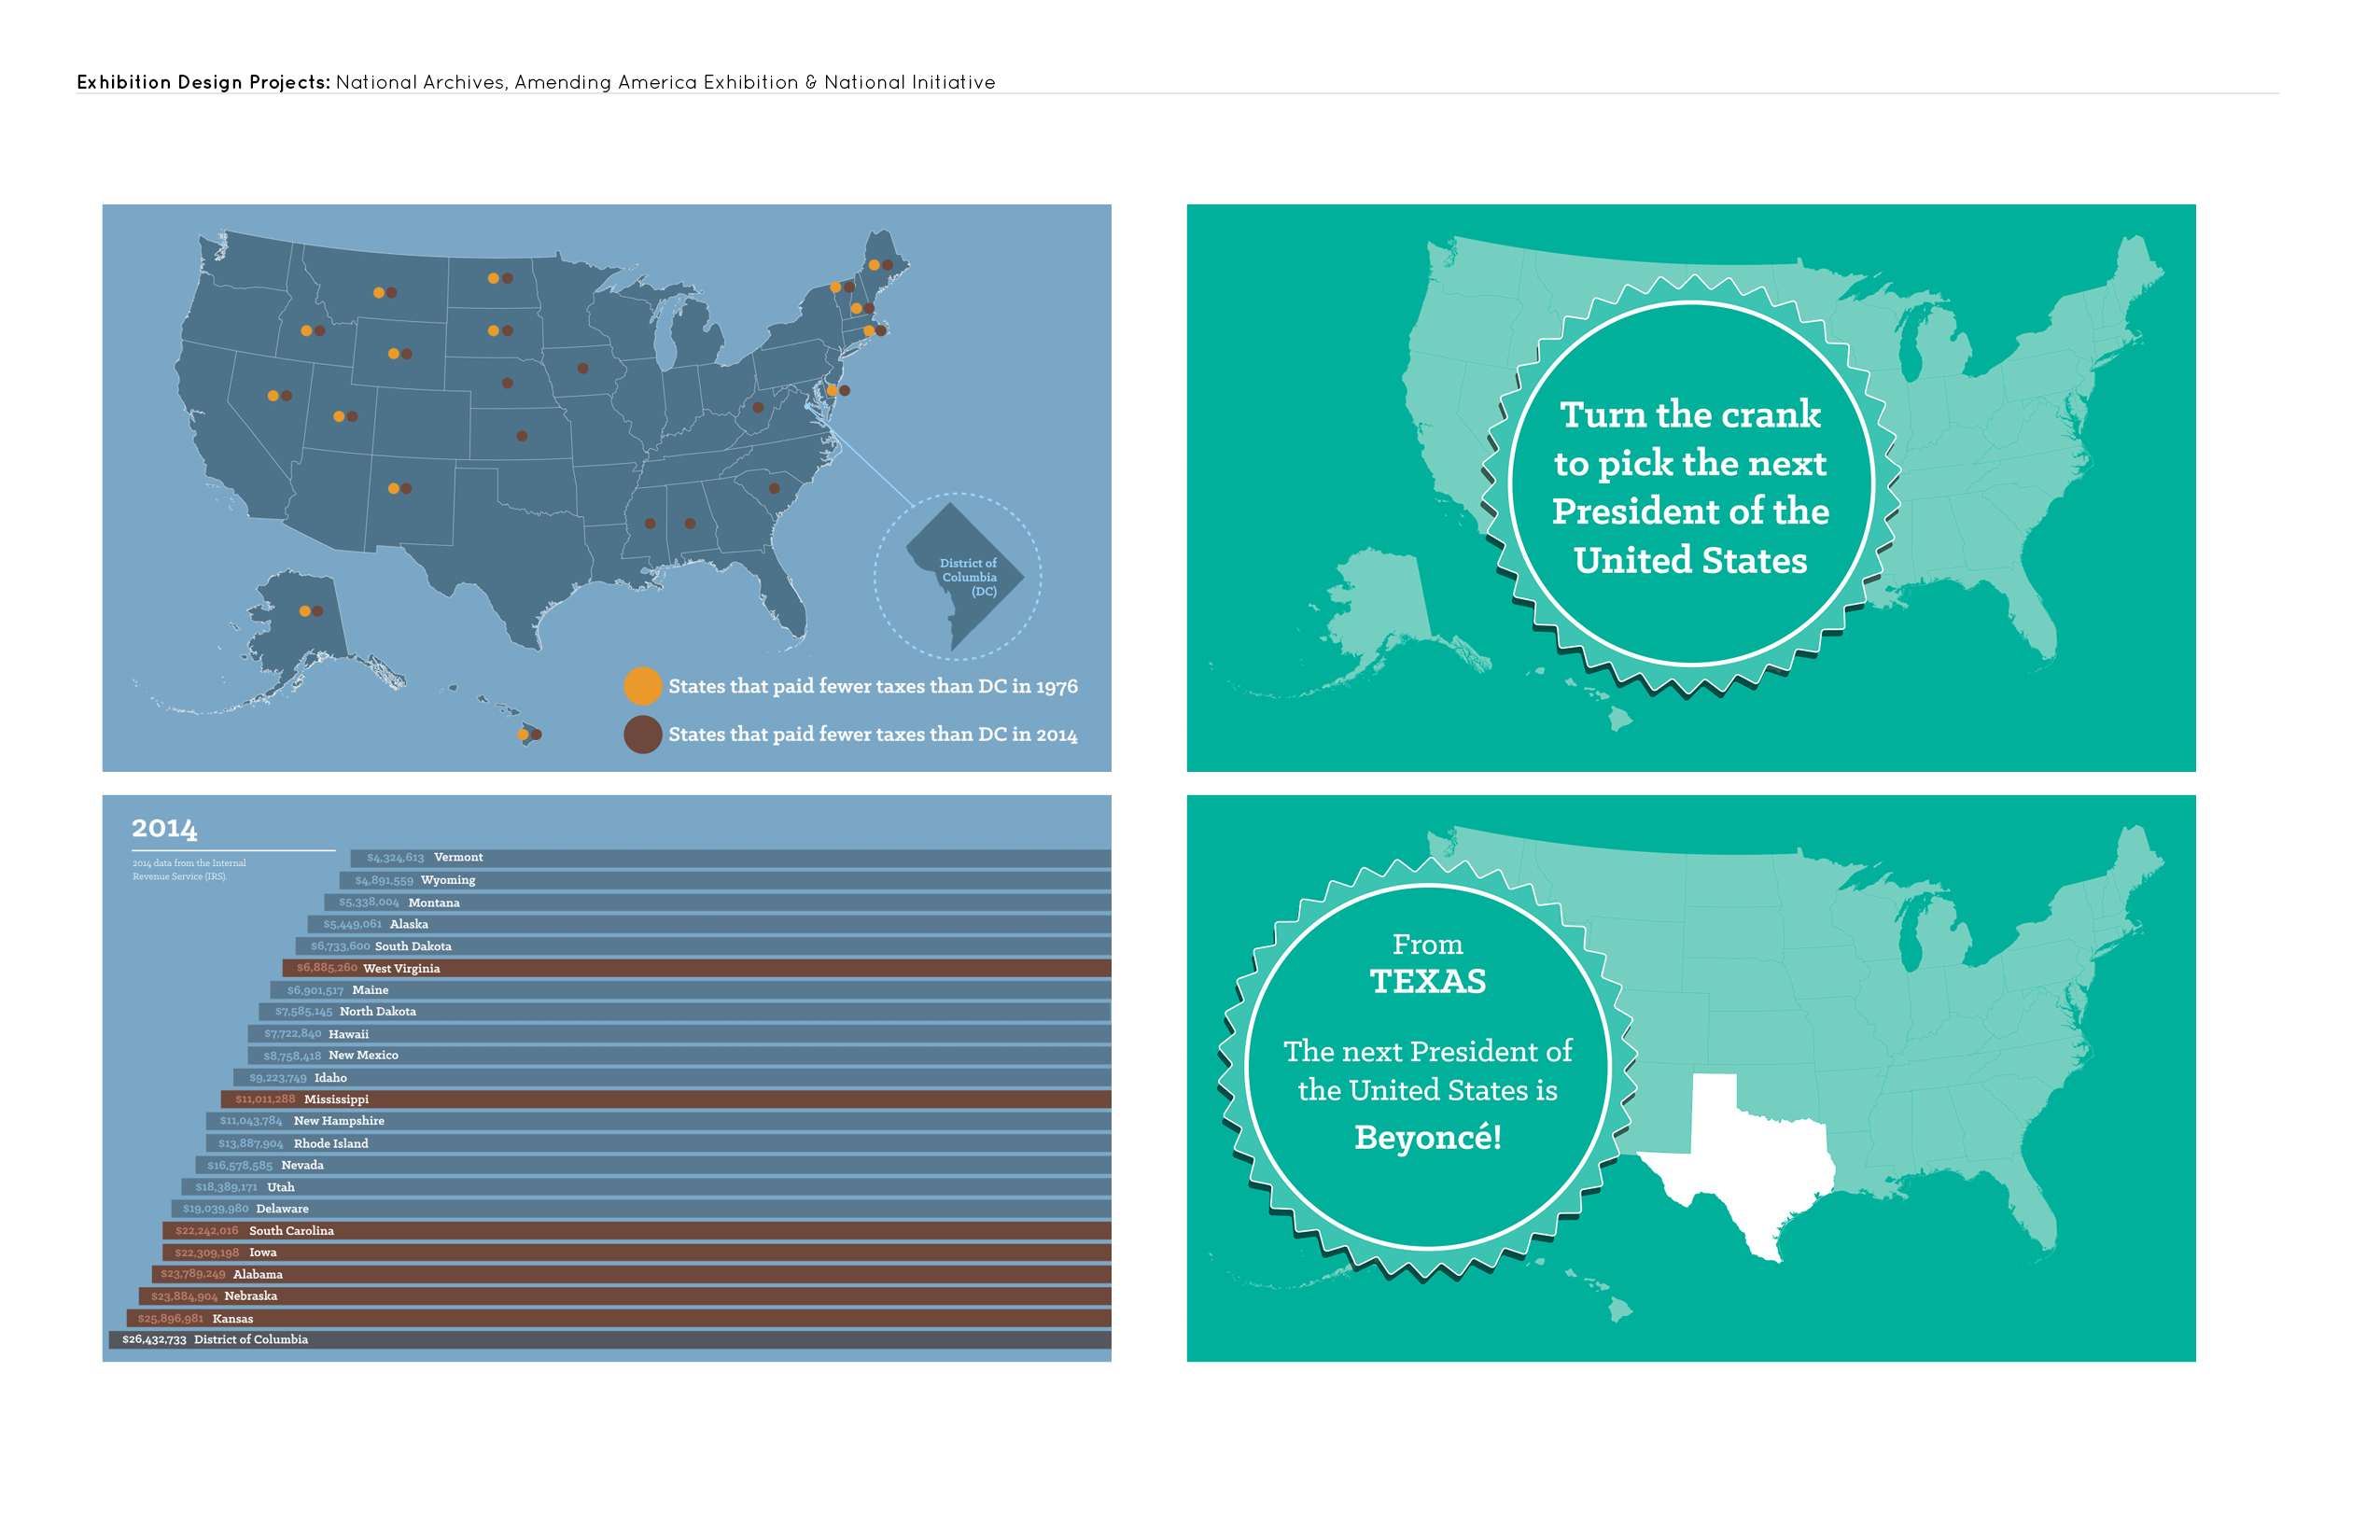 Exhibition Design Projects: National Archives, Amending America Exhibition & National Initiative
District of
Columbia
(DC)
States that paid fewer taxes than DC in 1976
States that paid fewer taxes than DC in 2014
Turn the crank
to pick the next
President of the
United States
2014
2014 data from the Internal
Revenue Service (IRS).
$4,324,613 Vermont
$4,891,559 Wyoming
$5,338,004 Montana
$5,449,061 Alaska
$6,733,600 South Dakota
$6,885,260 West Virginia
$6,901,517 Maine
$7,585,145 North Dakota
$7,722,840 Hawaii
$8,758,418 New Mexico
$9,223,749 Idaho
$11,011,288 Mississippi
$11,043,784 New Hampshire
$13,887,904 Rhode Island
$16,578,585 Nevada
$18,389,171 Utah
$19,039,980 Delaware
$22,242,016 South Carolina
$22,309,198 Iowa
$23,789,249 Alabama
$23,884,904 Nebraska
$25,896,981 Kansas
$26,432,733 District of Columbia
From
TEXAS
The next President of
the United States is
Beyoncé!